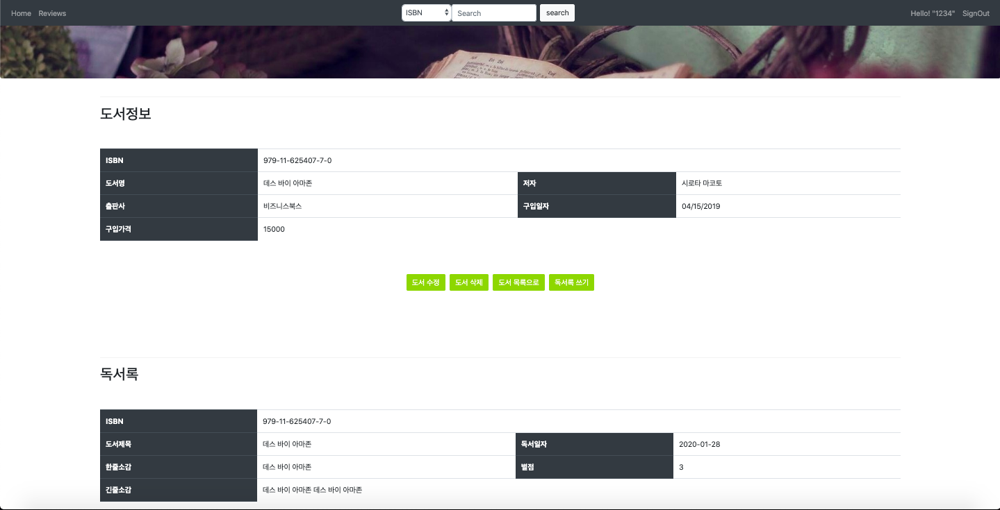 Home Reviews ISBN Search search Hello! "1234" SignOut
도서정보
ISBN 979-11-625407-7-0
도서명 데스 바이 아마존 저자 시로타 마코토
출판사 비즈니스북스 구입일자 04/15/2019
구입가격 15000
도서 수정 도서 삭제 도서 목록으로 독서록 쓰기
독서록
ISBN 979-11-625407-7-0
도서제목 데스 바이 아마존 독서일자 2020-01-28
한줄소감 데스 바이 아마존 별점 3
긴줄소감 데스 바이 아마존 데스 바이 아마존